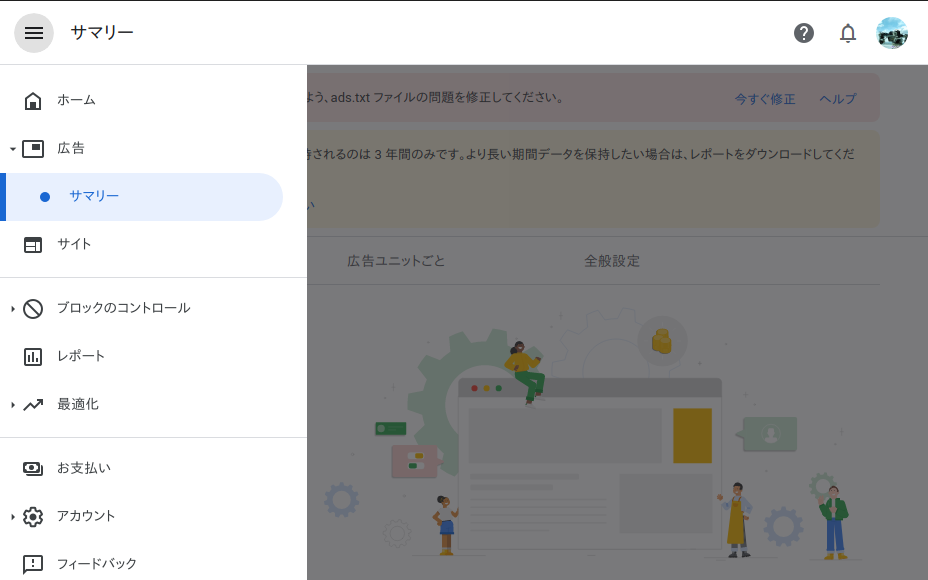 サマリー
ホーム
よう、ads.txt ファイルの問題を修正してください。
今すぐ修正
ヘルプ
広告
されるのは 3 年間のみです。より長い期間データを保持したい場合は、レポートをダウンロードしてくだ
サマリー
い
サイト
広告ユニットごと
全般設定
ブロックのコントロール
レポート
最適化
お支払い
アカウント
フィードバック